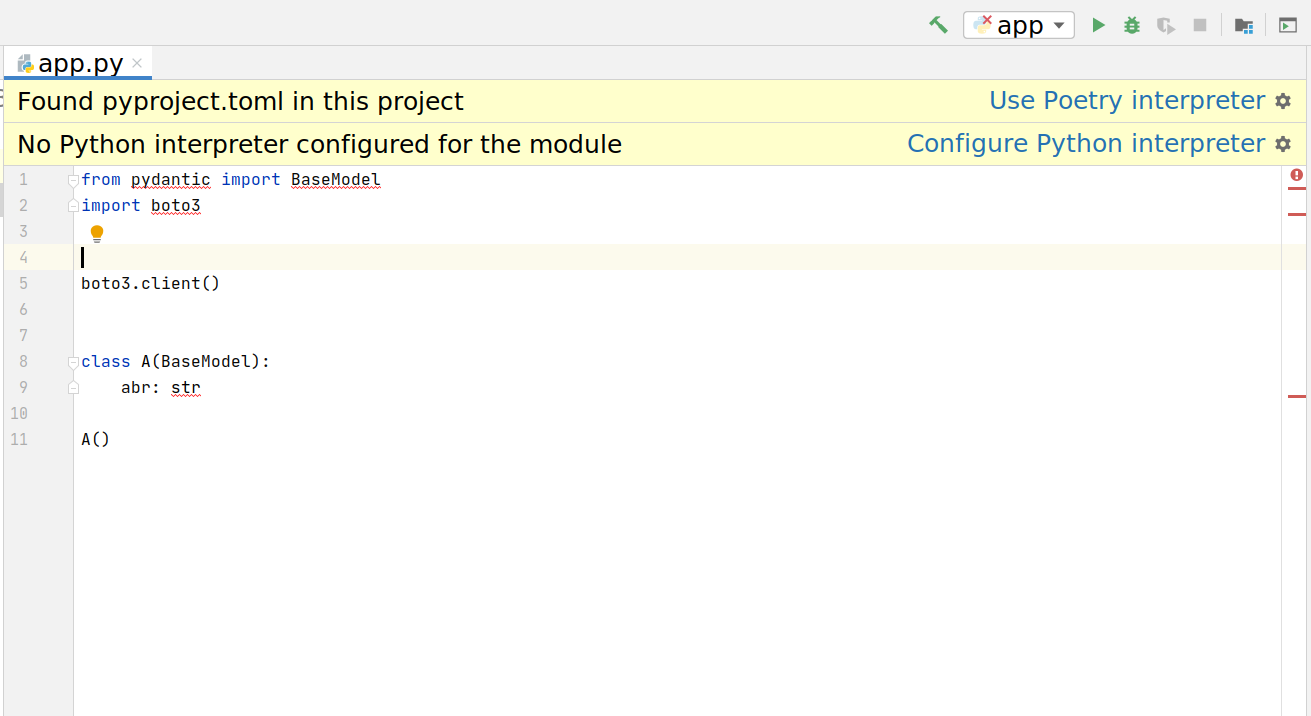 app
app.py
Found pyproject.toml in this project Use Poetry interpreter
No Python interpreter configured for the module Configure Python interpreter
1 from pydantic import BaseModel
2 import boto3
3
4
5 boto3.client()
6
7
8 class A(BaseModel):
9     abr: str
10
11 A()